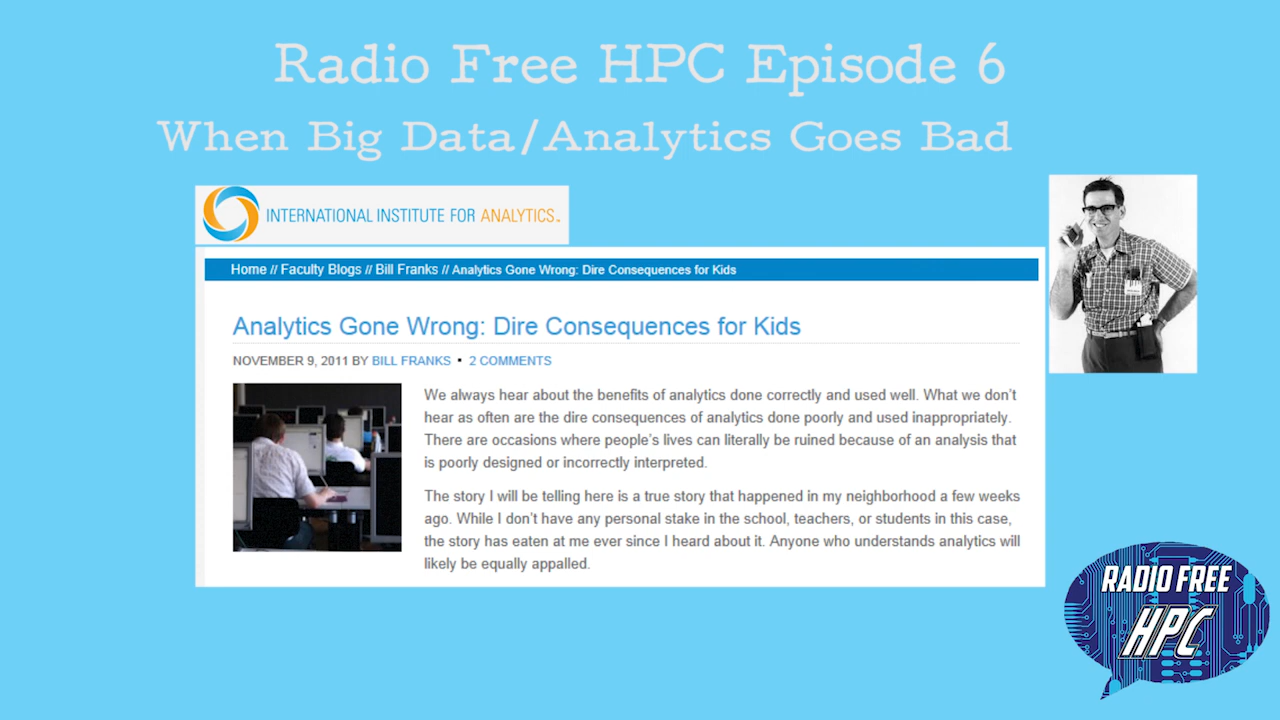 Radio Free HPC Episode 6
When Big Data/Analytics Goes Bad
INTERNATIONAL INSTITUTE FOR ANALYTICS.
Home // Faculty Blogs // Bill Franks // Analytics Gone Wrong: Dire Consequences for Kids
Analytics Gone Wrong: Dire Consequences for Kids
NOVEMBER 9, 2011 BY BILL FRANKS • 2 COMMENTS
We always hear about the benefits of analytics done correctly and used well. What we don't
hear as often are the dire consequences of analytics done poorly and used inappropriately.
There are occasions where people's lives can literally be ruined because of an analysis that
is poorly designed or incorrectly interpreted.
The story I will be telling here is a true story that happened in my neighborhood a few weeks
ago. While I don't have any personal stake in the school, teachers, or students in this case,
the story has eaten at me ever since I heard about it. Anyone who understands analytics will
likely be equally appalled.
RADIO FREE
HPC